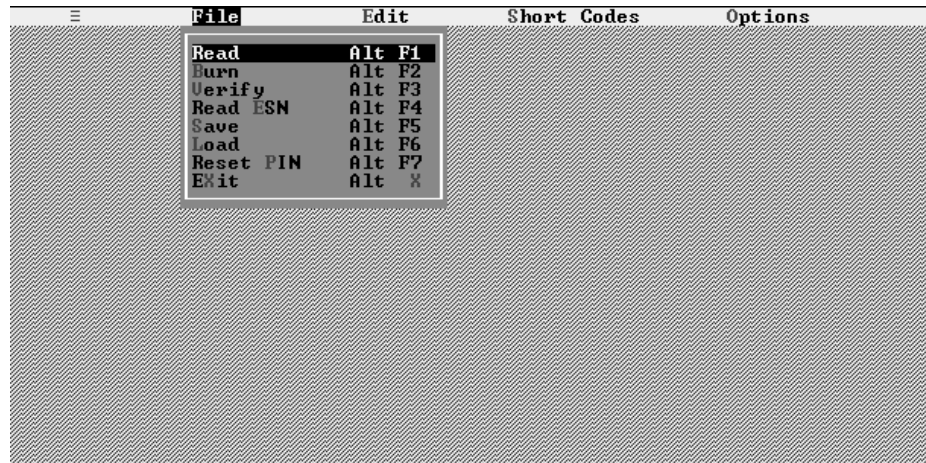 ≡ File Edit Short Codes Options
Read Alt F1
Burn Alt F2
Verify Alt F3
Read ESN Alt F4
Save Alt F5
Load Alt F6
Reset PIN Alt F7
EXit Alt X